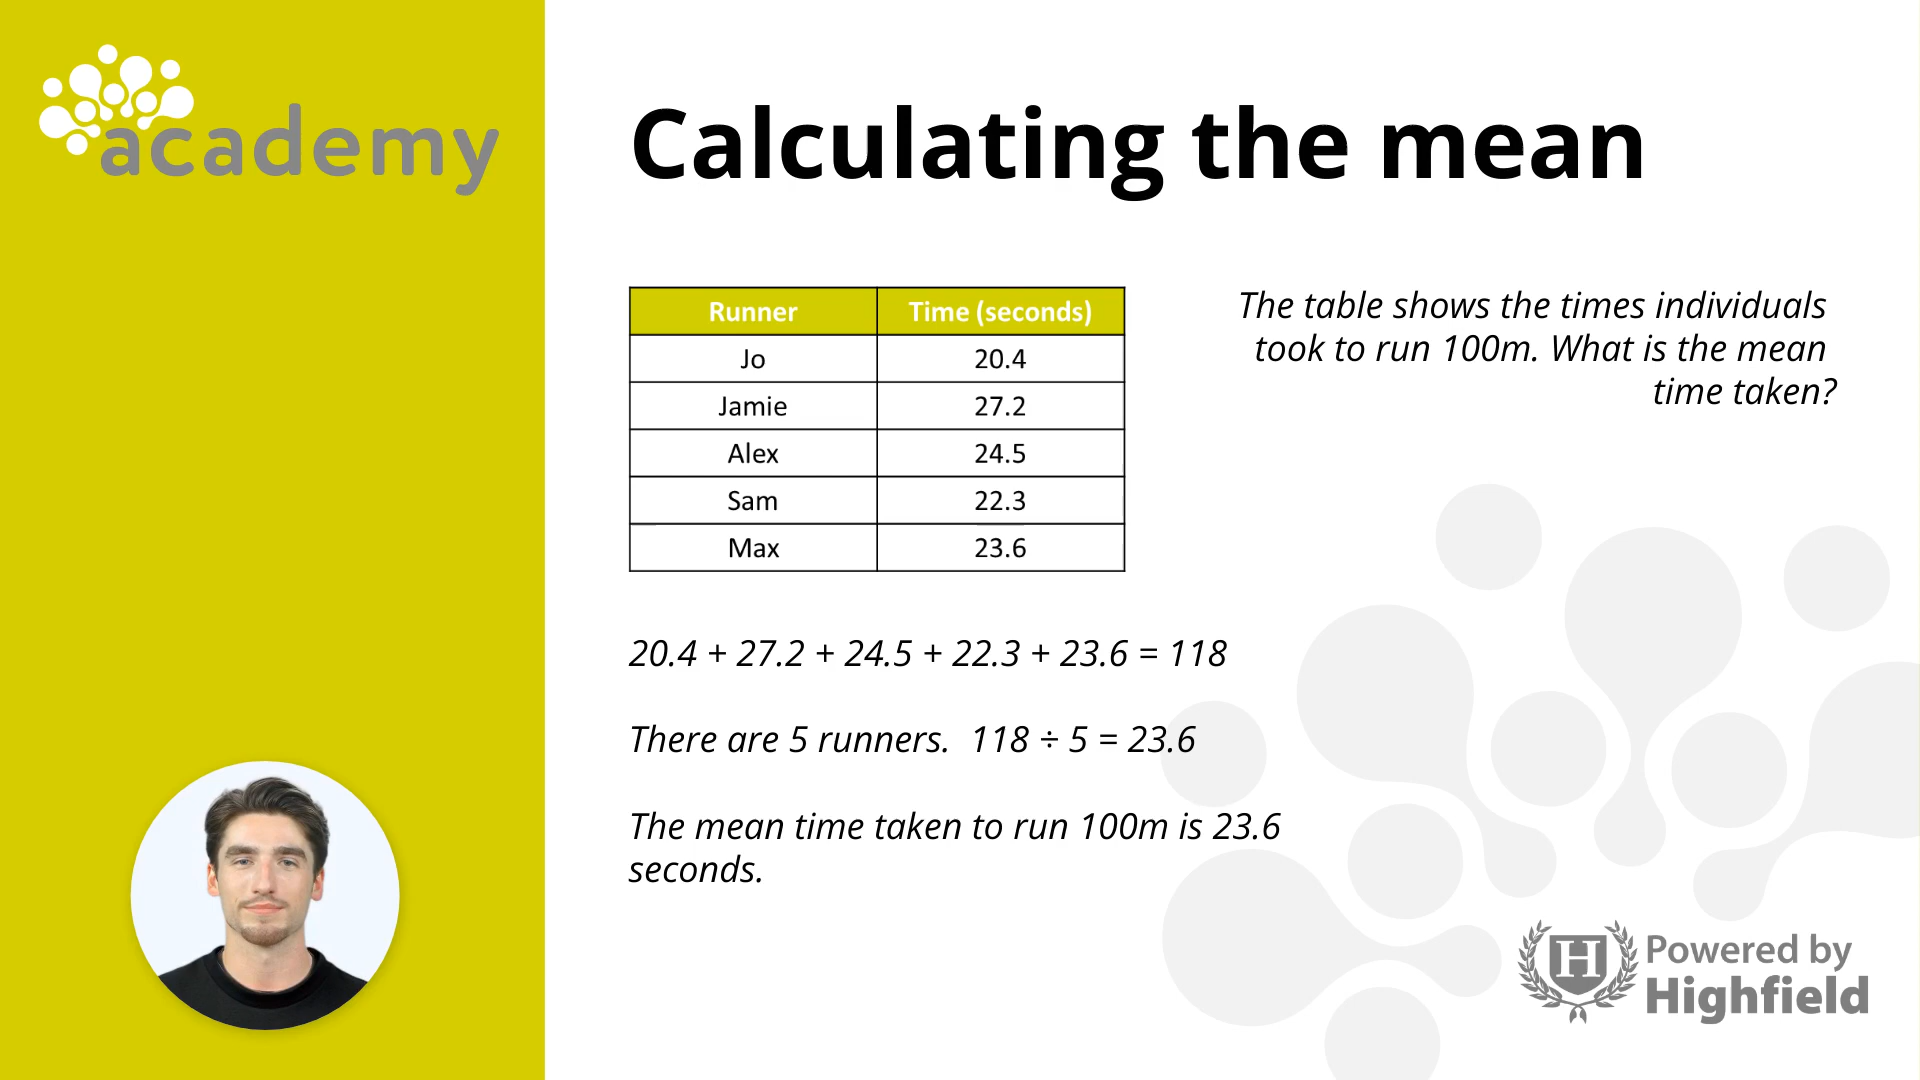 academy
Calculating the mean
Runner Time (seconds)
Jo 20.4
Jamie 27.2
Alex 24.5
Sam 22.3
Max 23.6
The table shows the times individuals
took to run 100m. What is the mean
time taken?
20.4 + 27.2 + 24.5 + 22.3 + 23.6 = 118
There are 5 runners.  118 ÷ 5 = 23.6
The mean time taken to run 100m is 23.6
seconds.
H
Powered by
Highfield